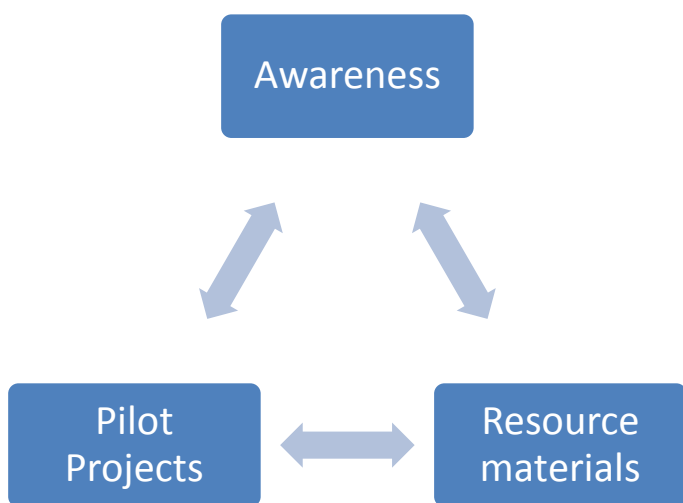 Awareness
Pilot
Projects
Resource
materials